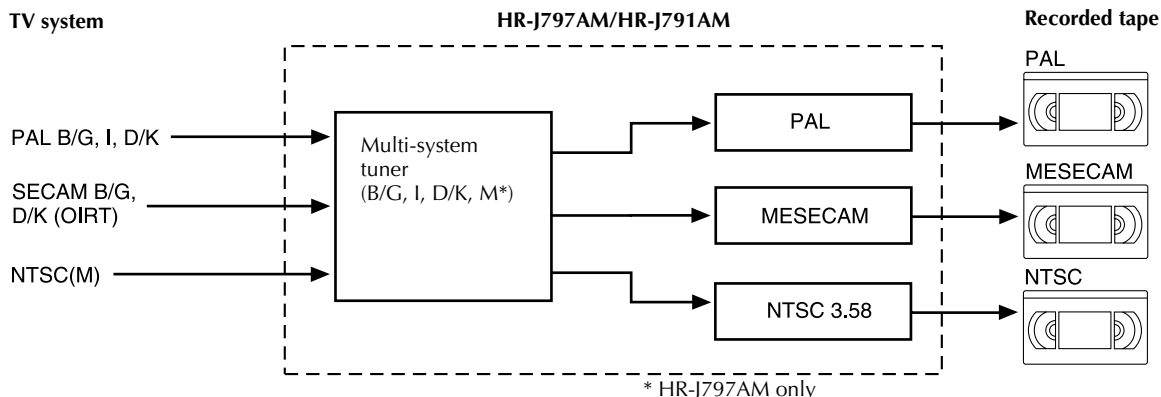 TV system
HR-J797AM/HR-J791AM
Recorded tape
PAL B/G, I, D/K
SECAM B/G,
D/K (OIRT)
NTSC(M)
Multi-system
tuner
(B/G, I, D/K, M*)
PAL
MESECAM
NTSC 3.58
PAL
MESECAM
NTSC
* HR-J797AM only